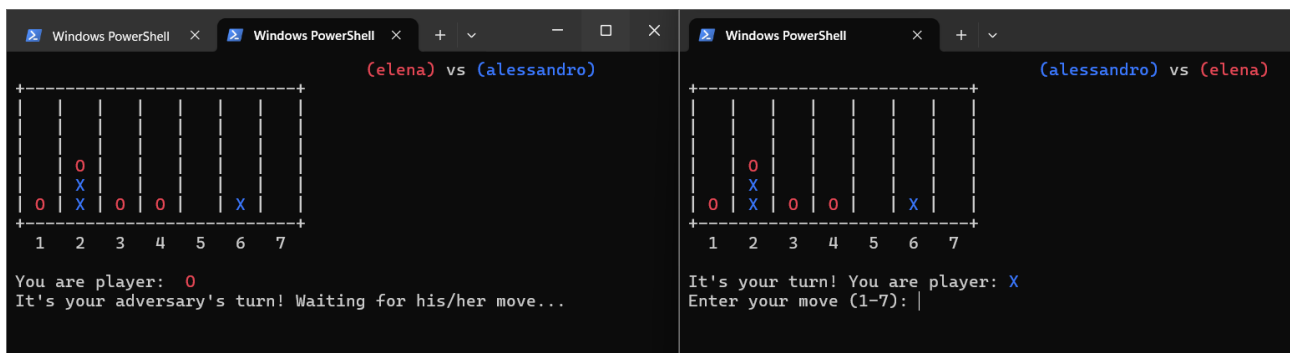 Windows PowerShell
Windows PowerShell
(elena) vs (alessandro)
+----------------------------+
|   |   |   |   |   |   |   |
|   |   |   |   |   |   |   |
|   |   |   |   |   |   |   |
|   | O |   |   |   |   |   |
|   | X |   |   |   |   |   |
| O | X | O | O |   | X |   |
+----------------------------+
1 2 3 4 5 6 7
You are player: O
It's your adversary's turn! Waiting for his/her move...
Windows PowerShell
(alessandro) vs (elena)
+----------------------------+
|   |   |   |   |   |   |   |
|   |   |   |   |   |   |   |
|   |   |   |   |   |   |   |
|   | O |   |   |   |   |   |
|   | X |   |   |   |   |   |
| O | X | O | O |   | X |   |
+----------------------------+
1 2 3 4 5 6 7
It's your turn! You are player: X
Enter your move (1-7):